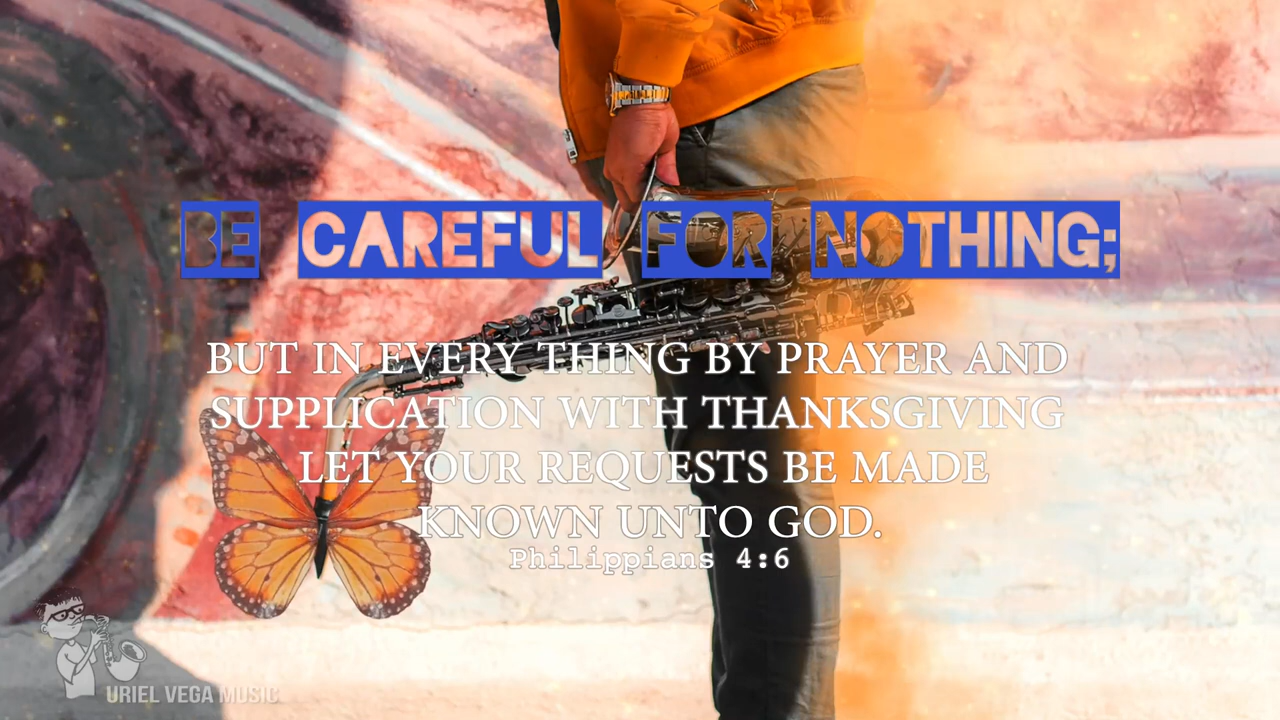 BE CAREFUL FOR NOTHING;
BUT IN EVERY THING BY PRAYER AND
SUPPLICATION WITH THANKSGIVING
LET YOUR REQUESTS BE MADE
KNOWN UNTO GOD.
Philippians 4:6
URIEL VEGA MUSIC